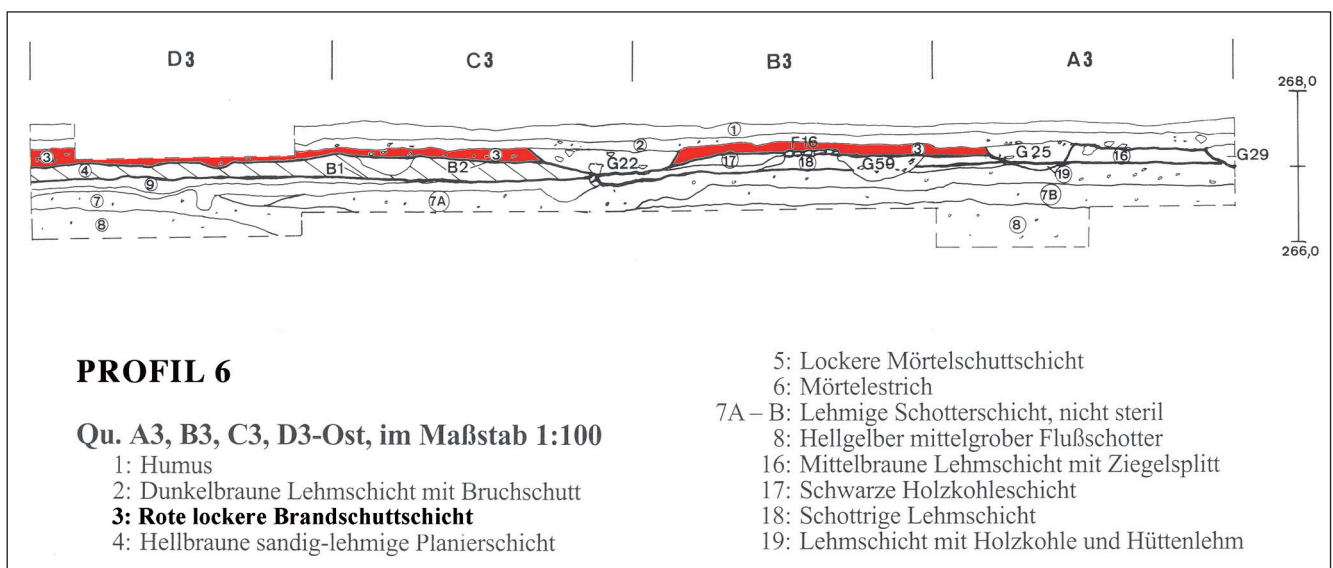 D3 C3 B3 A3
268,0
1
2
3 3 F16 3 G25 16 G29
4 B1 B2 G22 17 18 G59 19
9
7 7A 7B
8 8
266,0
PROFIL 6
Qu. A3, B3, C3, D3-Ost, im Maßstab 1:100
1: Humus
2: Dunkelbraune Lehmschicht mit Bruchschutt
3: Rote lockere Brandschuttschicht
4: Hellbraune sandig-lehmige Planierschicht
5: Lockere Mörtelschuttschicht
6: Mörtelestrich
7A – B: Lehmige Schotterschicht, nicht steril
8: Hellgelber mittelgrober Flußschotter
16: Mittelbraune Lehmschicht mit Ziegelsplitt
17: Schwarze Holzkohleschicht
18: Schottrige Lehmschicht
19: Lehmschicht mit Holzkohle und Hüttenlehm